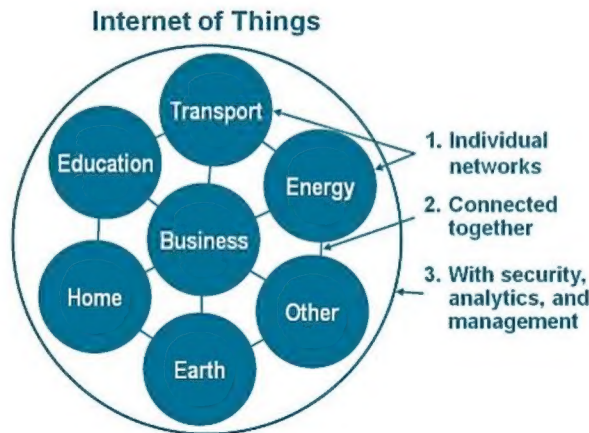 Internet of Things
Transport
Education
Energy
Business
Home
Other
Earth
1. Individual
networks
2. Connected
together
3. With security,
analytics, and
management